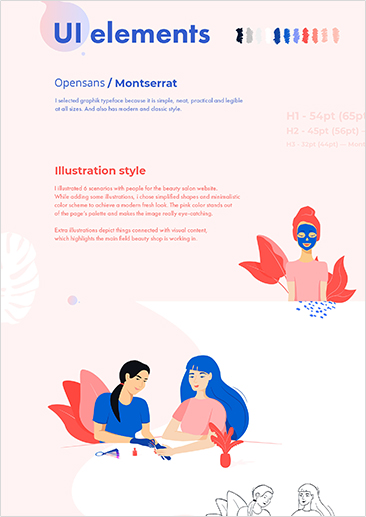 UI elements
Opensans / Montserrat
I selected graphik typeface because it is simple, neat, practical and legible
at all sizes. And also has modern and classic style.
H1 - 54pt (65pt
H2 - 45pt (56pt) —
H3 - 32pt (44pt) — Mont
Illustration style
I illustrated 6 scenarios with people for the beauty salon website.
While adding some illustrations, i chose simplified shapes and minimalistic
color scheme to achieve a modern fresh look. The pink color stands out
of the page's palette and makes the image really eye-catching.
Extra illustrations depict things connected with visual content,
which highlights the main field beauty shop is working in.